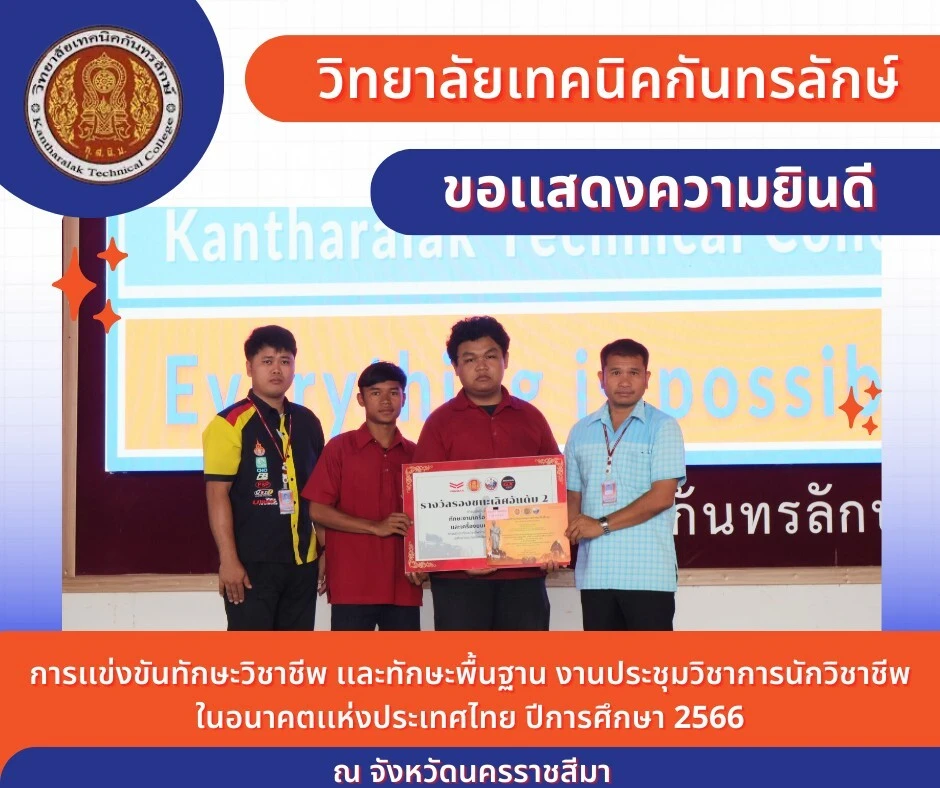 วิทยาลัยเทคนิคกันทรลักษ์
วิทยาลัยเทคนิคกันทรลักษ์
ก.ส.น.ม.
Kantharalak Technical College
ขอแสดงความยินดี
Kantharalak Technical Coll
Everything is possib
รางวัลรองชนะเลิศอันดับ 2
กันทรลักษ
การแข่งขันทักษะวิชาชีพ และทักษะพื้นฐาน งานประชุมวิชาการนักวิชาชีพ
ในอนาคตแห่งประเทศไทย ปีการศึกษา 2566
ณ จังหวัดนครราชสีมา